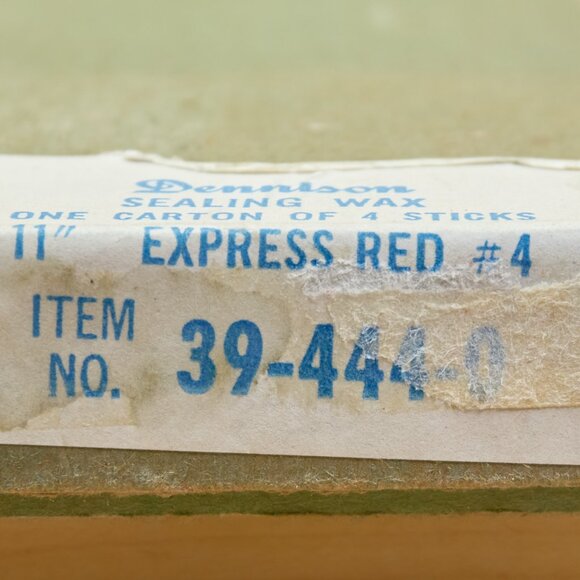 Dennison
SEALING WAX
ONE CARTON OF 4 STICKS
11" EXPRESS RED #4
ITEM NO. 39-444-0